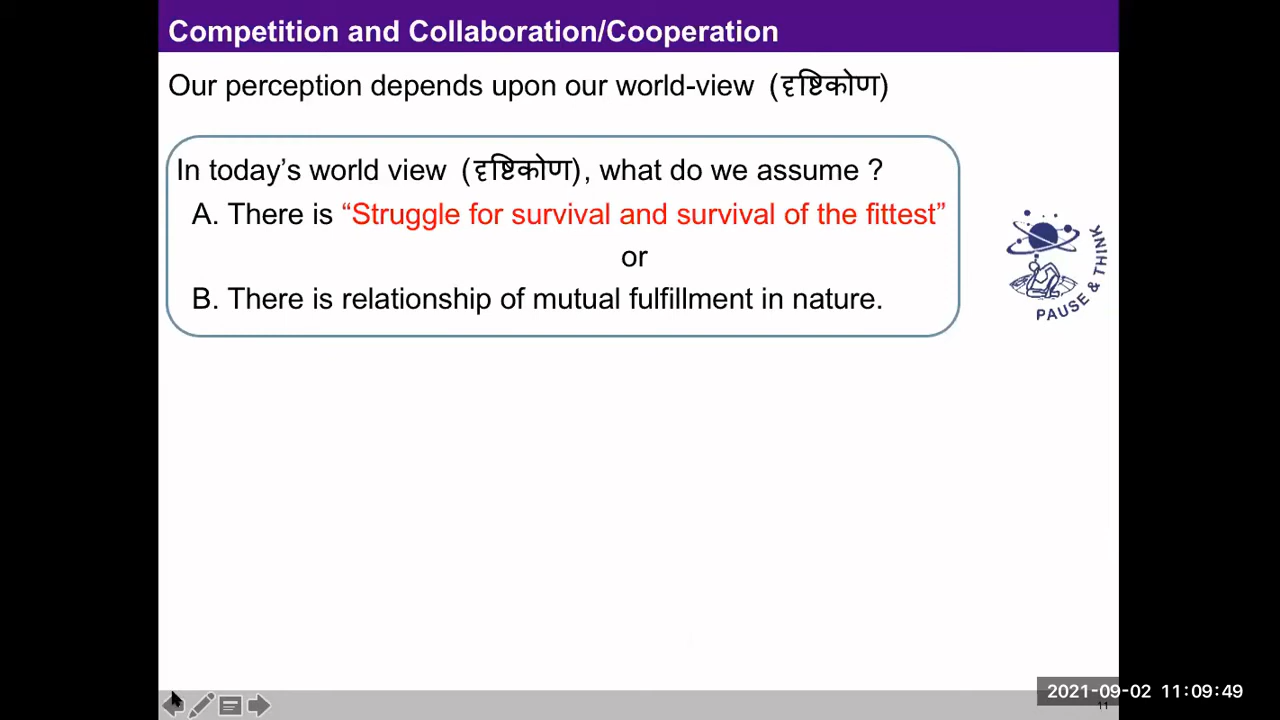 Competition and Collaboration/Cooperation
Our perception depends upon our world-view (दृष्टिकोण)
In today’s world view (दृष्टिकोण), what do we assume ?
A. There is “Struggle for survival and survival of the fittest”
or
B. There is relationship of mutual fulfillment in nature.
PAUSE & THINK
2021-09-02 11:09:49
11